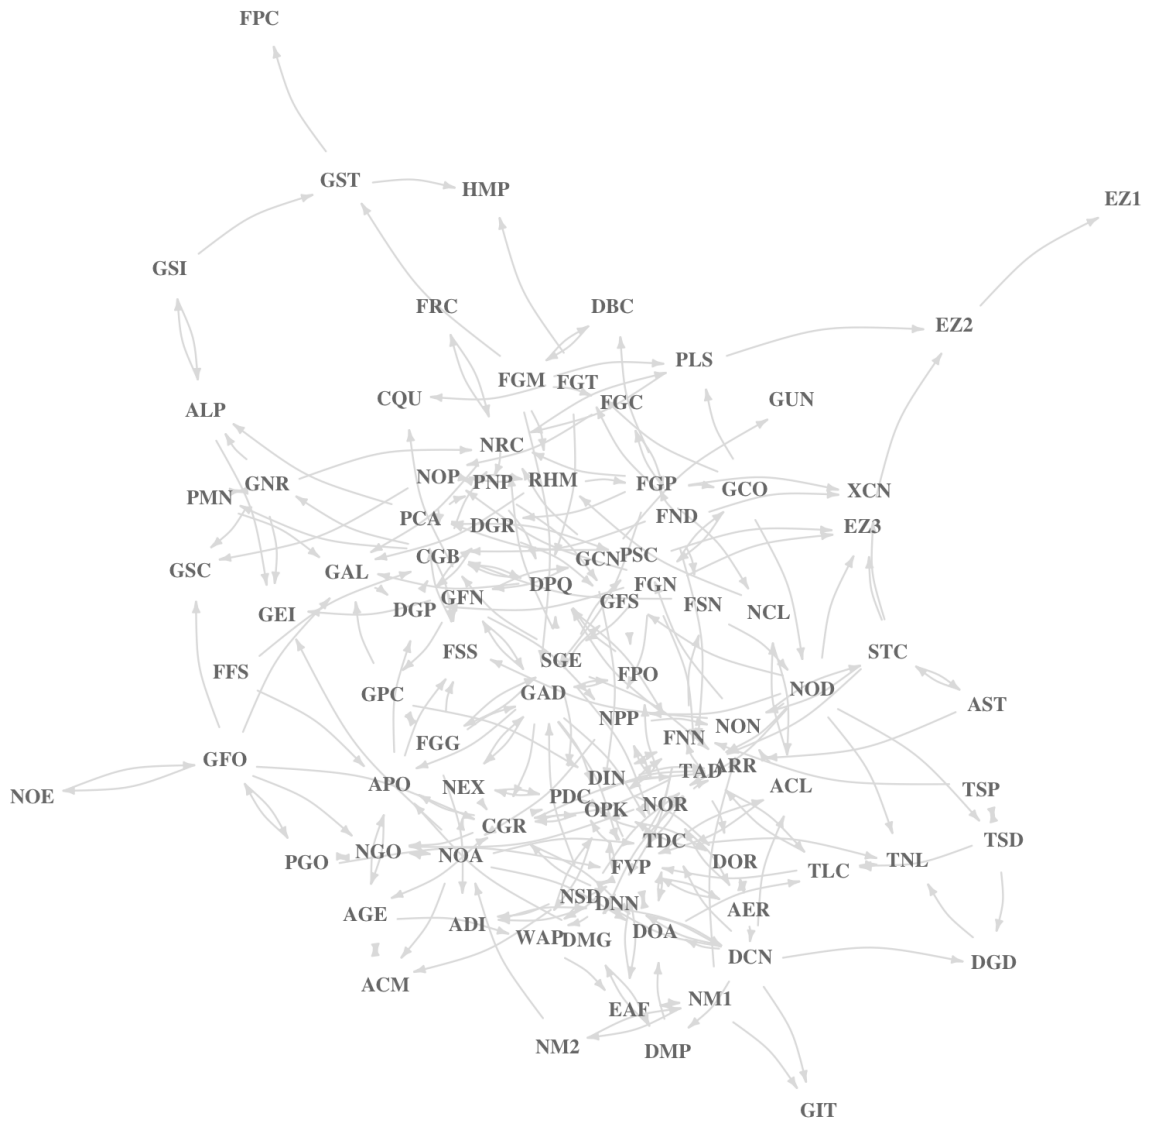 FPC
GST
HMP
EZ1
GSI
FRC
DBC
EZ2
PLS
FGM
FGT
CQU
FGC
GUN
ALP
NRC
NOP
PNP
RHM
GNR
FGP
GCO
XCN
PMN
PCA
DGR
FND
EZ3
CGB
GCN
PSC
GSC
GAL
DPQ
FGN
GFN
GFS
FSN
NCL
GEI
DGP
FSS
SGE
STC
FFS
FPO
GPC
GAD
NOD
AST
NPP
NON
FGG
FNN
GFO
TAD
ARR
NOE
APO
NEX
DIN
ACL
TSP
PDC
OPK
NOR
CGR
TDC
TSD
PGO
NGO
NOA
FVP
DOR
TLC
TNL
NSD
DNN
AGE
ADI
AER
WAP
DMG
DOA
DCN
DGD
ACM
EAF
NM1
NM2
DMP
GIT